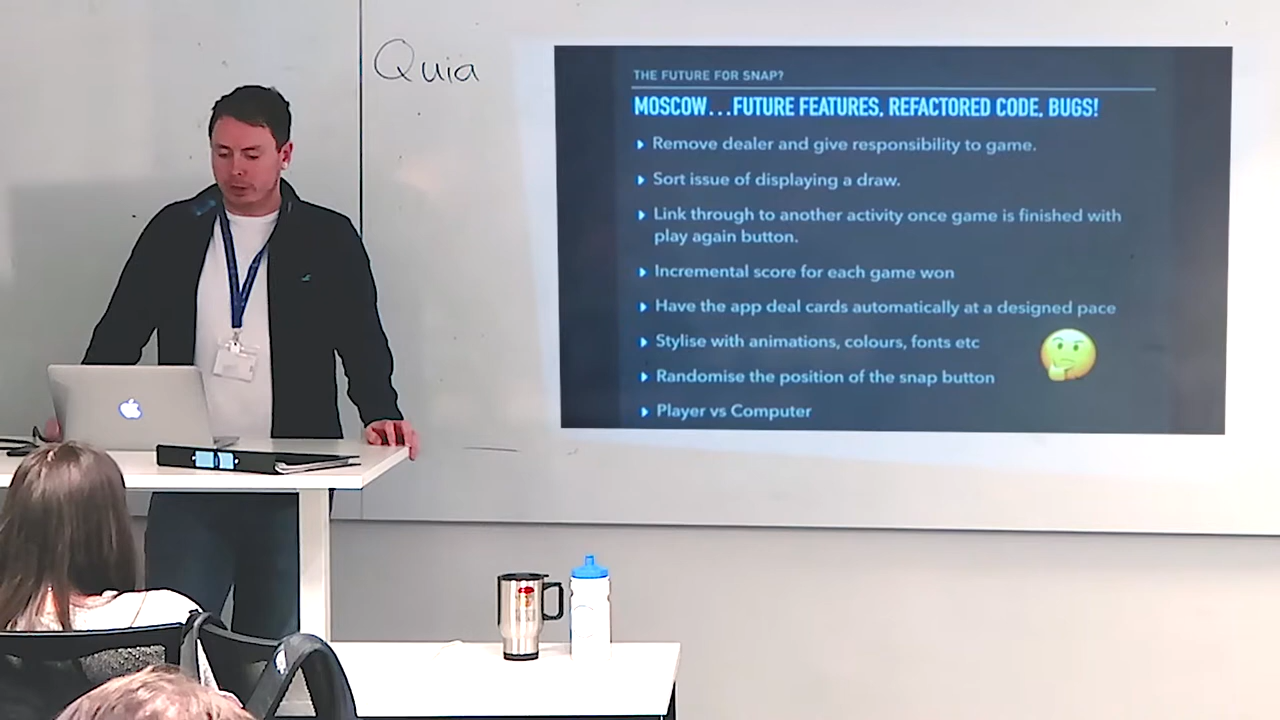 Quia
THE FUTURE FOR SNAP?
MOSCOW...FUTURE FEATURES, REFACTORED CODE, BUGS!
Remove dealer and give responsibility to game.
Sort issue of displaying a draw.
Link through to another activity once game is finished with
play again button.
Incremental score for each game won
Have the app deal cards automatically at a designed pace
Stylise with animations, colours, fonts etc
Randomise the position of the snap button
Player vs Computer